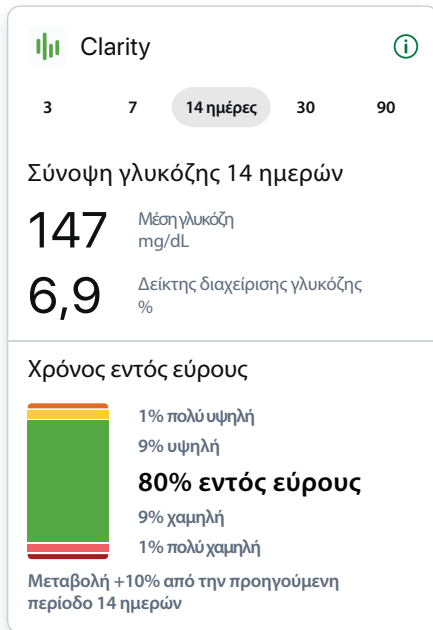 Clarity
3 7 14 ημέρες 30 90
Σύνοψη γλυκόζης 14 ημερών
147 Μέση γλυκόζη
mg/dL
6,9 Δείκτης διαχείρισης γλυκόζης
%
Χρόνος εντός εύρους
1% πολύ υψηλή
9% υψηλή
80% εντός εύρους
9% χαμηλή
1% πολύ χαμηλή
Μεταβολή +10% από την προηγούμενη
περίοδο 14 ημερών